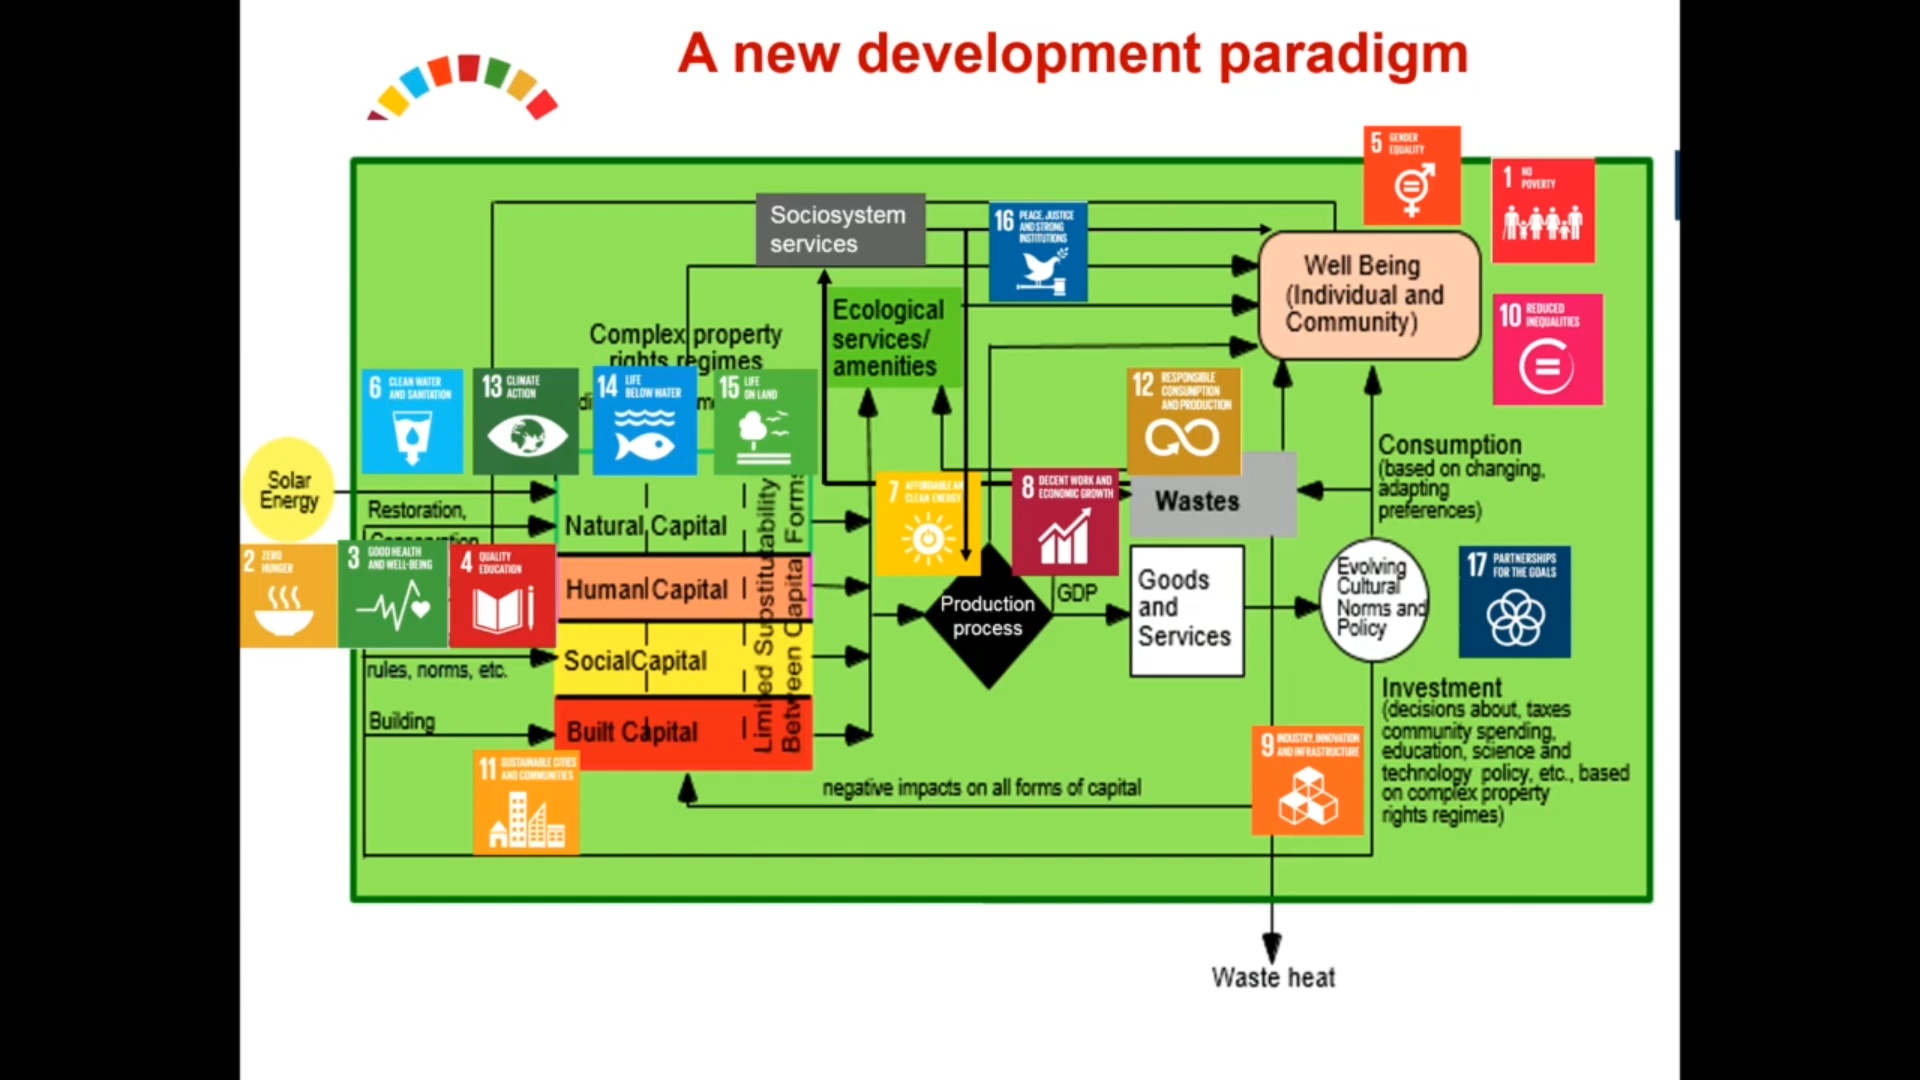 A new development paradigm
5 GENDER
EQUALITY
1 NO
POVERTY
Sociosystem
services
16 PEACE, JUSTICE
AND STRONG
INSTITUTIONS
Well Being
(Individual and
Community)
10 REDUCED
INEQUALITIES
Ecological
services/
amenities
Complex property
rights regimes
6 CLEAN WATER
AND SANITATION
13 CLIMATE
ACTION
14 LIFE
BELOW WATER
15 LIFE
ON LAND
12 RESPONSIBLE
CONSUMPTION
AND PRODUCTION
Consumption
(based on changing,
adapting
preferences)
Solar
Energy
Restoration,
Conservation
7 AFFORDABLE AN
CLEAN ENERGY
8 DECENT WORK AND
ECONOMIC GROWTH
Wastes
Natural Capital
2 ZERO
HUNGER
3 GOOD HEALTH
AND WELL-BEING
4 QUALITY
EDUCATION
Human Capital
Limited Substitutability
Between Capital Forms
Production
process
GDP
Goods
and
Services
Evolving
Cultural
Norms and
Policy
17 PARTNERSHIPS
FOR THE GOALS
rules, norms, etc.
SocialCapital
Building
Built Capital
Investment
(decisions about, taxes
community spending,
education, science and
technology policy, etc., based
on complex property
rights regimes)
11 SUSTAINABLE CITIES
AND COMMUNITIES
negative impacts on all forms of capital
9 INDUSTRY, INNOVATION
AND INFRASTRUCTURE
Waste heat